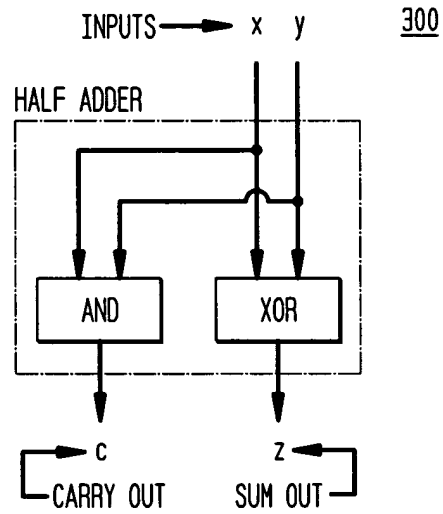 INPUTS x y 300
HALF ADDER
AND XOR
c z
CARRY OUT SUM OUT